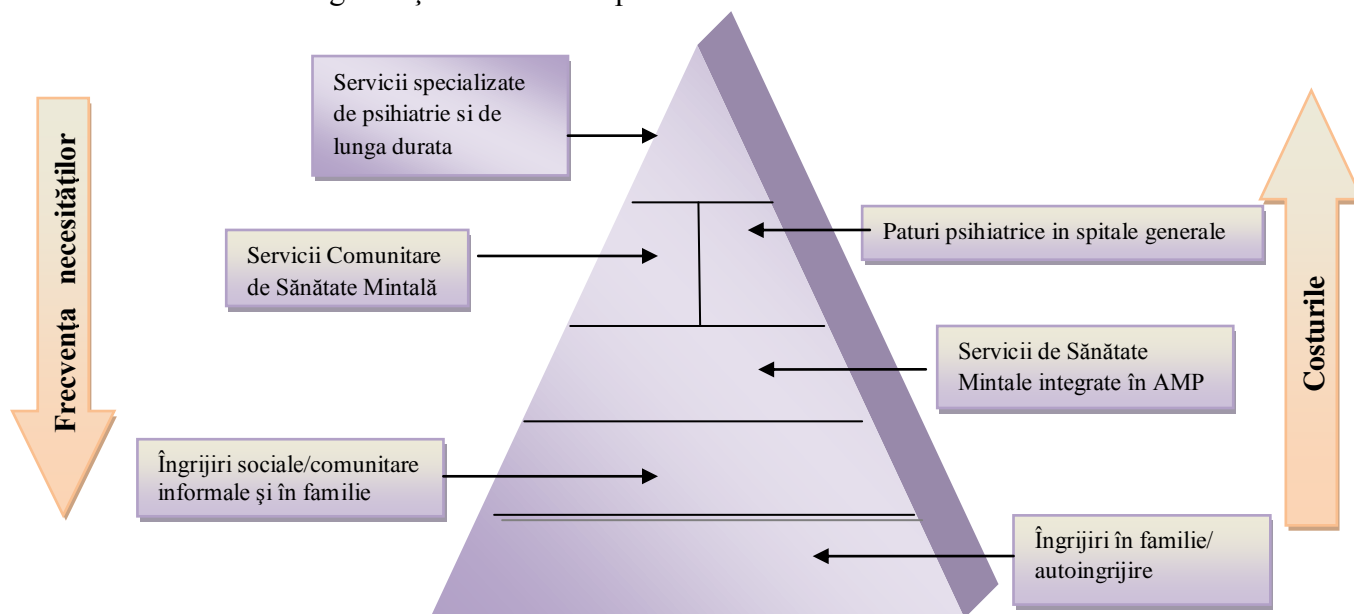 Servicii specializate
de psihiatrie si de
lunga durata
Frecvența necesităților
Paturi psihiatrice in spitale generale
Servicii Comunitare
de Sănătate Mintală
Costurile
Servicii de Sănătate
Mintale integrate în AMP
Îngrijiri sociale/comunitare
informale şi în familie
Îngrijiri în familie/
autoingrijire